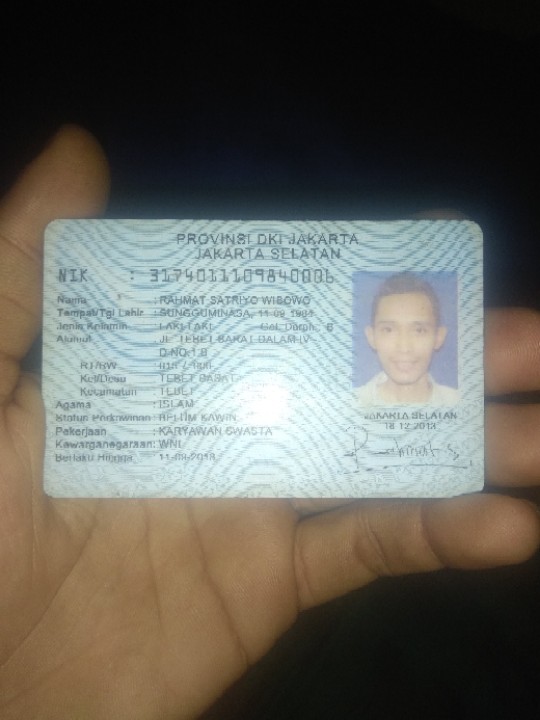 PROVINSI DKI JAKARTA
JAKARTA SELATAN
NIK : 3174011109840006
Nama : RAHMAT SATRIYO WIBOWO
Tempat/Tgl Lahir : SUNGGUMINASA, 11-09-1984
Jenis Kelamin : LAKI-LAKI Gol. Darah : B
Alamat : JL TEBET BARAT DALAM IV
D NO.1 B
RT/RW
Kel/Desa : TEBET BARAT
Kecamatan : TEBET
Agama : ISLAM
Status Perkawinan : BELUM KAWIN
Pekerjaan : KARYAWAN SWASTA
Kewarganegaraan: WNI
Berlaku Hingga : 11-09-2018
JAKARTA SELATAN
18-12-2013